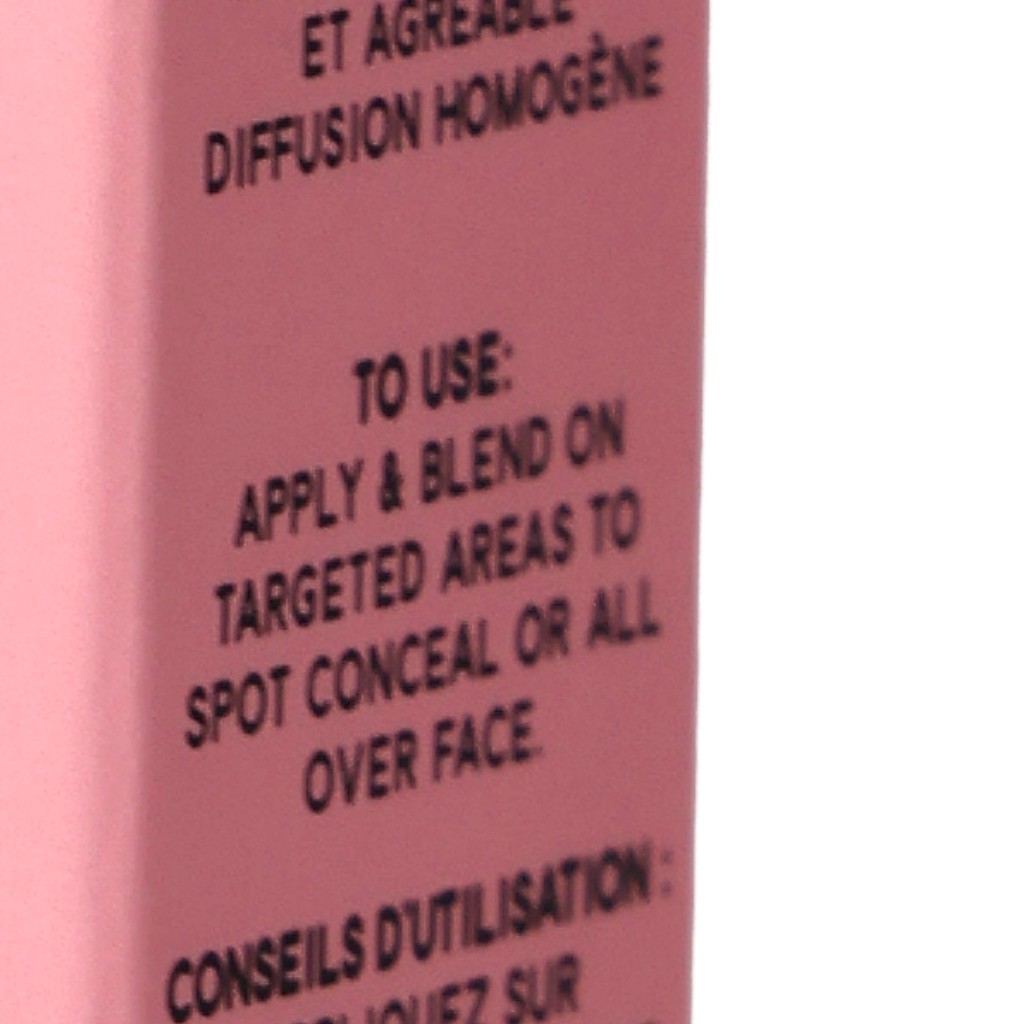 ET AGRÉABLE
DIFFUSION HOMOGÈNE
TO USE:
APPLY & BLEND ON
TARGETED AREAS TO
SPOT CONCEAL OR ALL
OVER FACE.
CONSEILS D'UTILISATION :
SUR